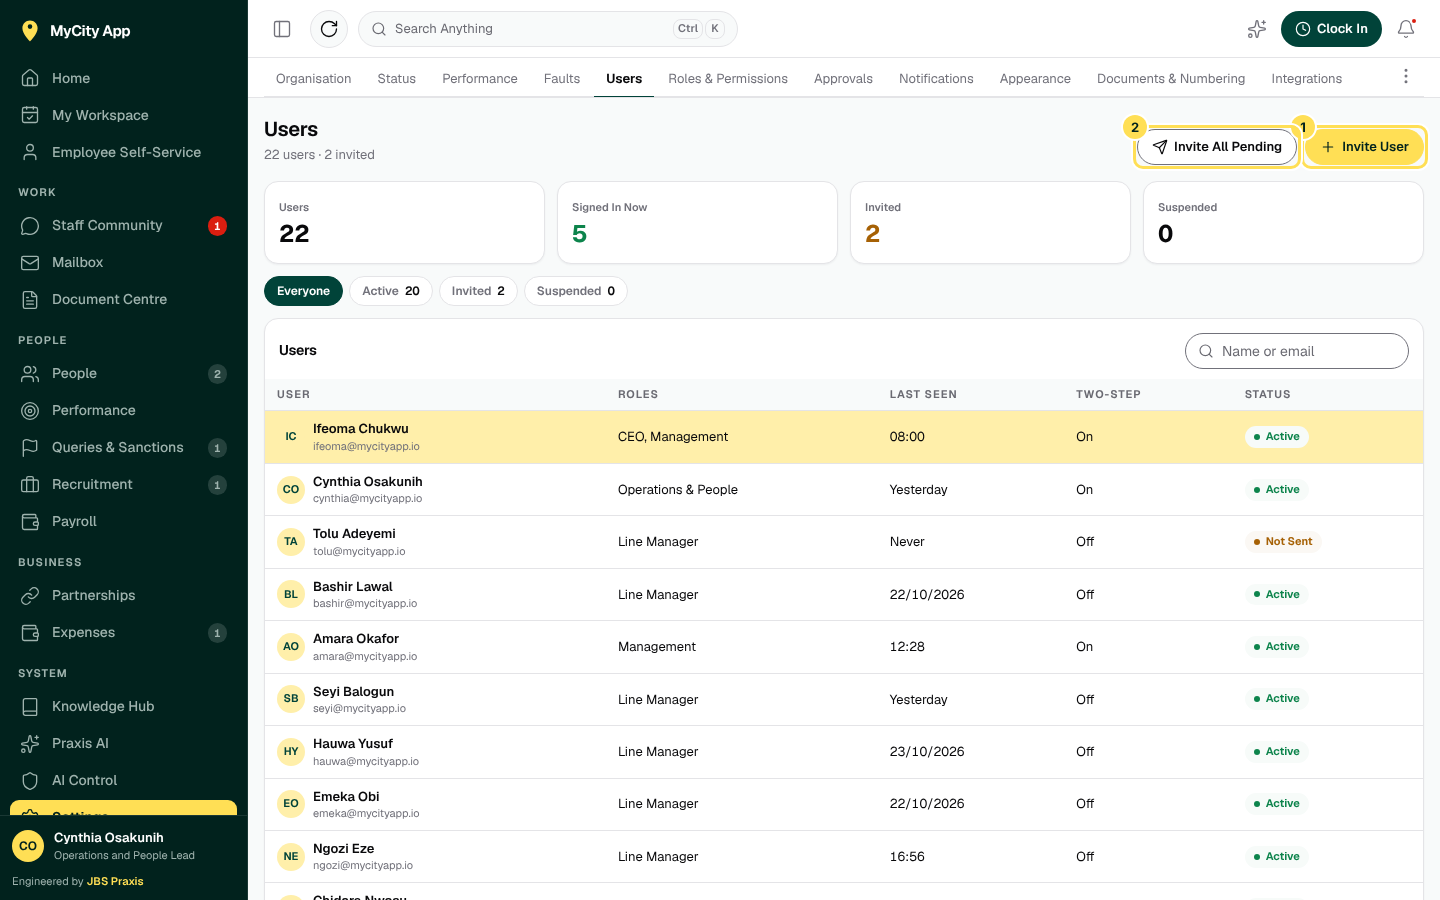 MyCity App
Home
My Workspace
Employee Self-Service
WORK
Staff Community 1
Mailbox
Document Centre
PEOPLE
People 2
Performance
Queries & Sanctions 1
Recruitment 1
Payroll
BUSINESS
Partnerships
Expenses 1
SYSTEM
Knowledge Hub
Praxis AI
AI Control
CO Cynthia Osakunih
Operations and People Lead
Engineered by JBS Praxis
Search Anything Ctrl K
Clock In
Organisation Status Performance Faults Users Roles & Permissions Approvals Notifications Appearance Documents & Numbering Integrations
Users
22 users · 2 invited
2 Invite All Pending
1 Invite User
Users
22
Signed In Now
5
Invited
2
Suspended
0
Everyone Active 20 Invited 2 Suspended 0
Users Name or email
USER ROLES LAST SEEN TWO-STEP STATUS
IC Ifeoma Chukwu CEO, Management 08:00 On Active
ifeoma@mycityapp.io
CO Cynthia Osakunih Operations & People Yesterday On Active
cynthia@mycityapp.io
TA Tolu Adeyemi Line Manager Never Off Not Sent
tolu@mycityapp.io
BL Bashir Lawal Line Manager 22/10/2026 Off Active
bashir@mycityapp.io
AO Amara Okafor Management 12:28 On Active
amara@mycityapp.io
SB Seyi Balogun Line Manager Yesterday Off Active
seyi@mycityapp.io
HY Hauwa Yusuf Line Manager 23/10/2026 Off Active
hauwa@mycityapp.io
EO Emeka Obi Line Manager 22/10/2026 Off Active
emeka@mycityapp.io
NE Ngozi Eze Line Manager 16:56 Off Active
ngozi@mycityapp.io